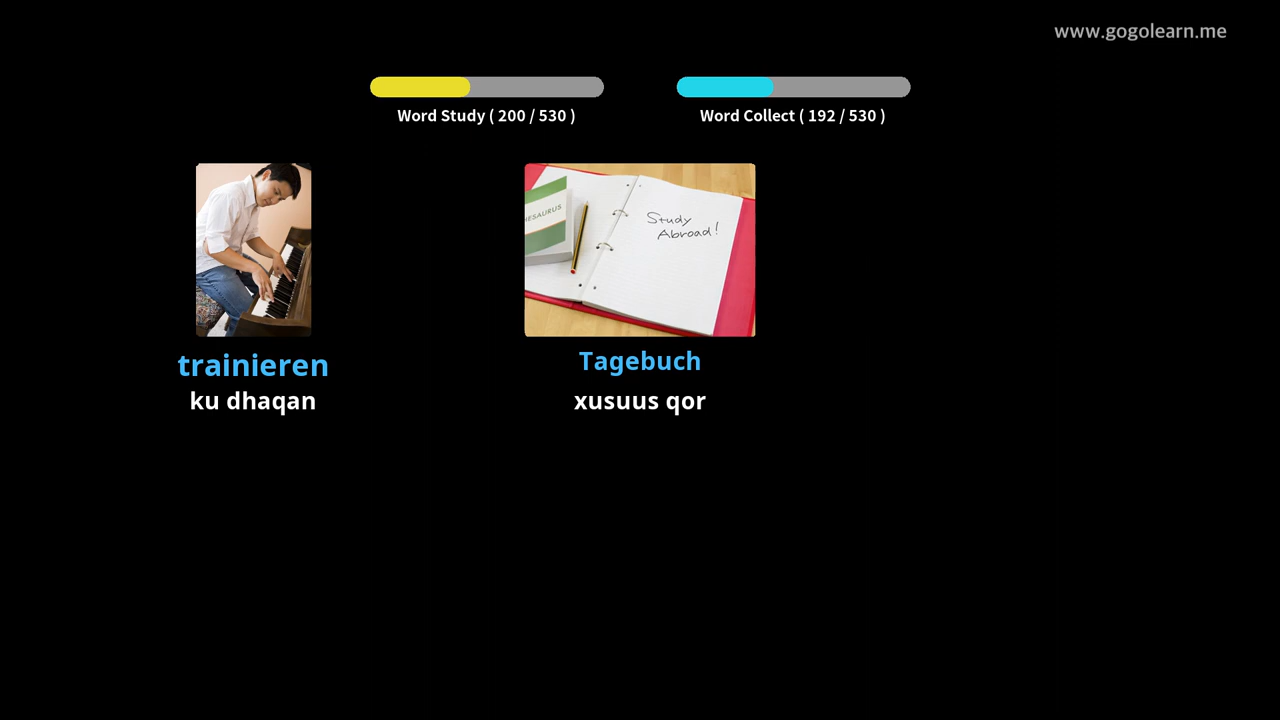 www.gogolearn.me
Word Study ( 200 / 530 )
Word Collect ( 192 / 530 )
THESAURUS
Study
Abroad!
trainieren
ku dhaqan
Tagebuch
xusuus qor